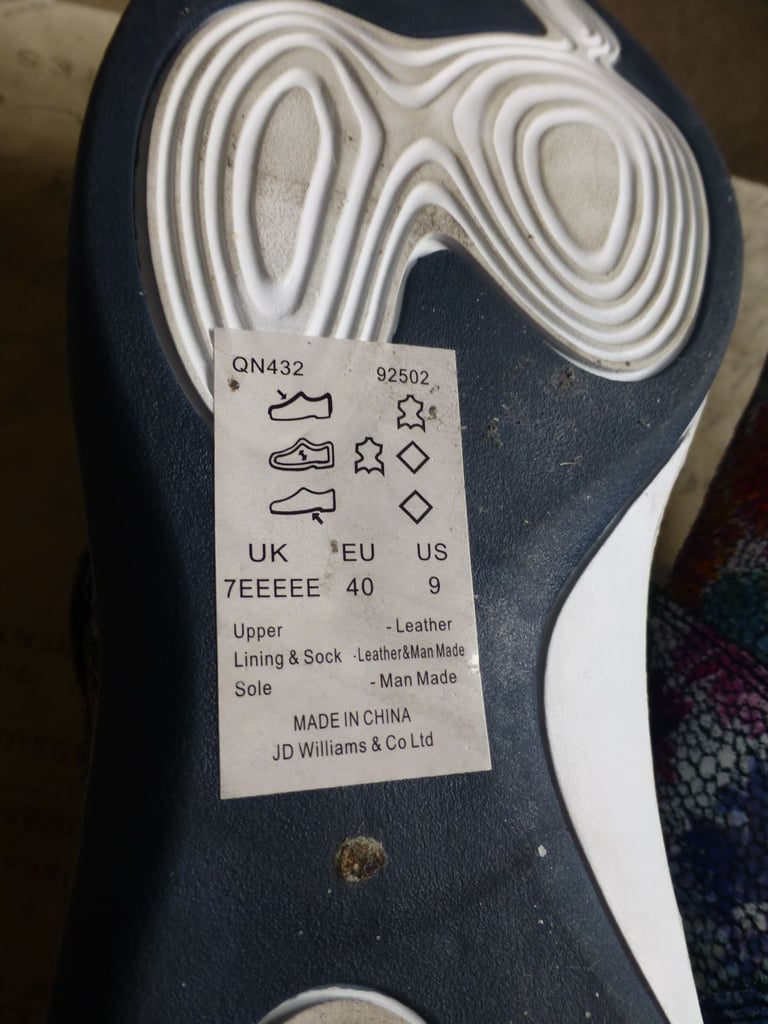 QN432 92502
UK EU US
7EEEEE 40 9
Upper - Leather
Lining & Sock -Leather&Man Made
Sole - Man Made
MADE IN CHINA
JD Williams & Co Ltd